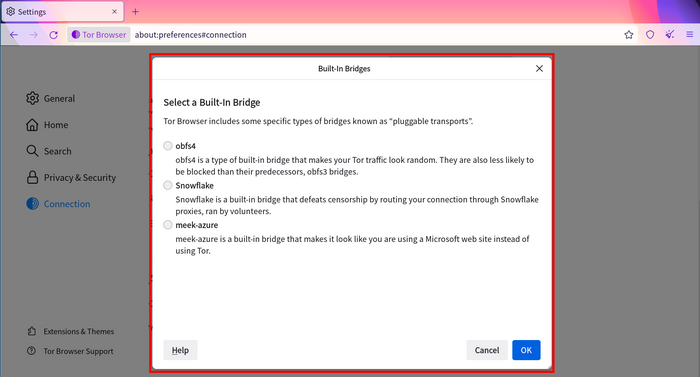 Settings
Tor Browser
about:preferences#connection
Built-In Bridges
General
Home
Search
Privacy & Security
Connection
Extensions & Themes
Tor Browser Support
Select a Built-In Bridge
Tor Browser includes some specific types of bridges known as “pluggable transports”.
obfs4
obfs4 is a type of built-in bridge that makes your Tor traffic look random. They are also less likely to
be blocked than their predecessors, obfs3 bridges.
Snowflake
Snowflake is a built-in bridge that defeats censorship by routing your connection through Snowflake
proxies, ran by volunteers.
meek-azure
meek-azure is a built-in bridge that makes it look like you are using a Microsoft web site instead of
using Tor.
Help
Cancel
OK